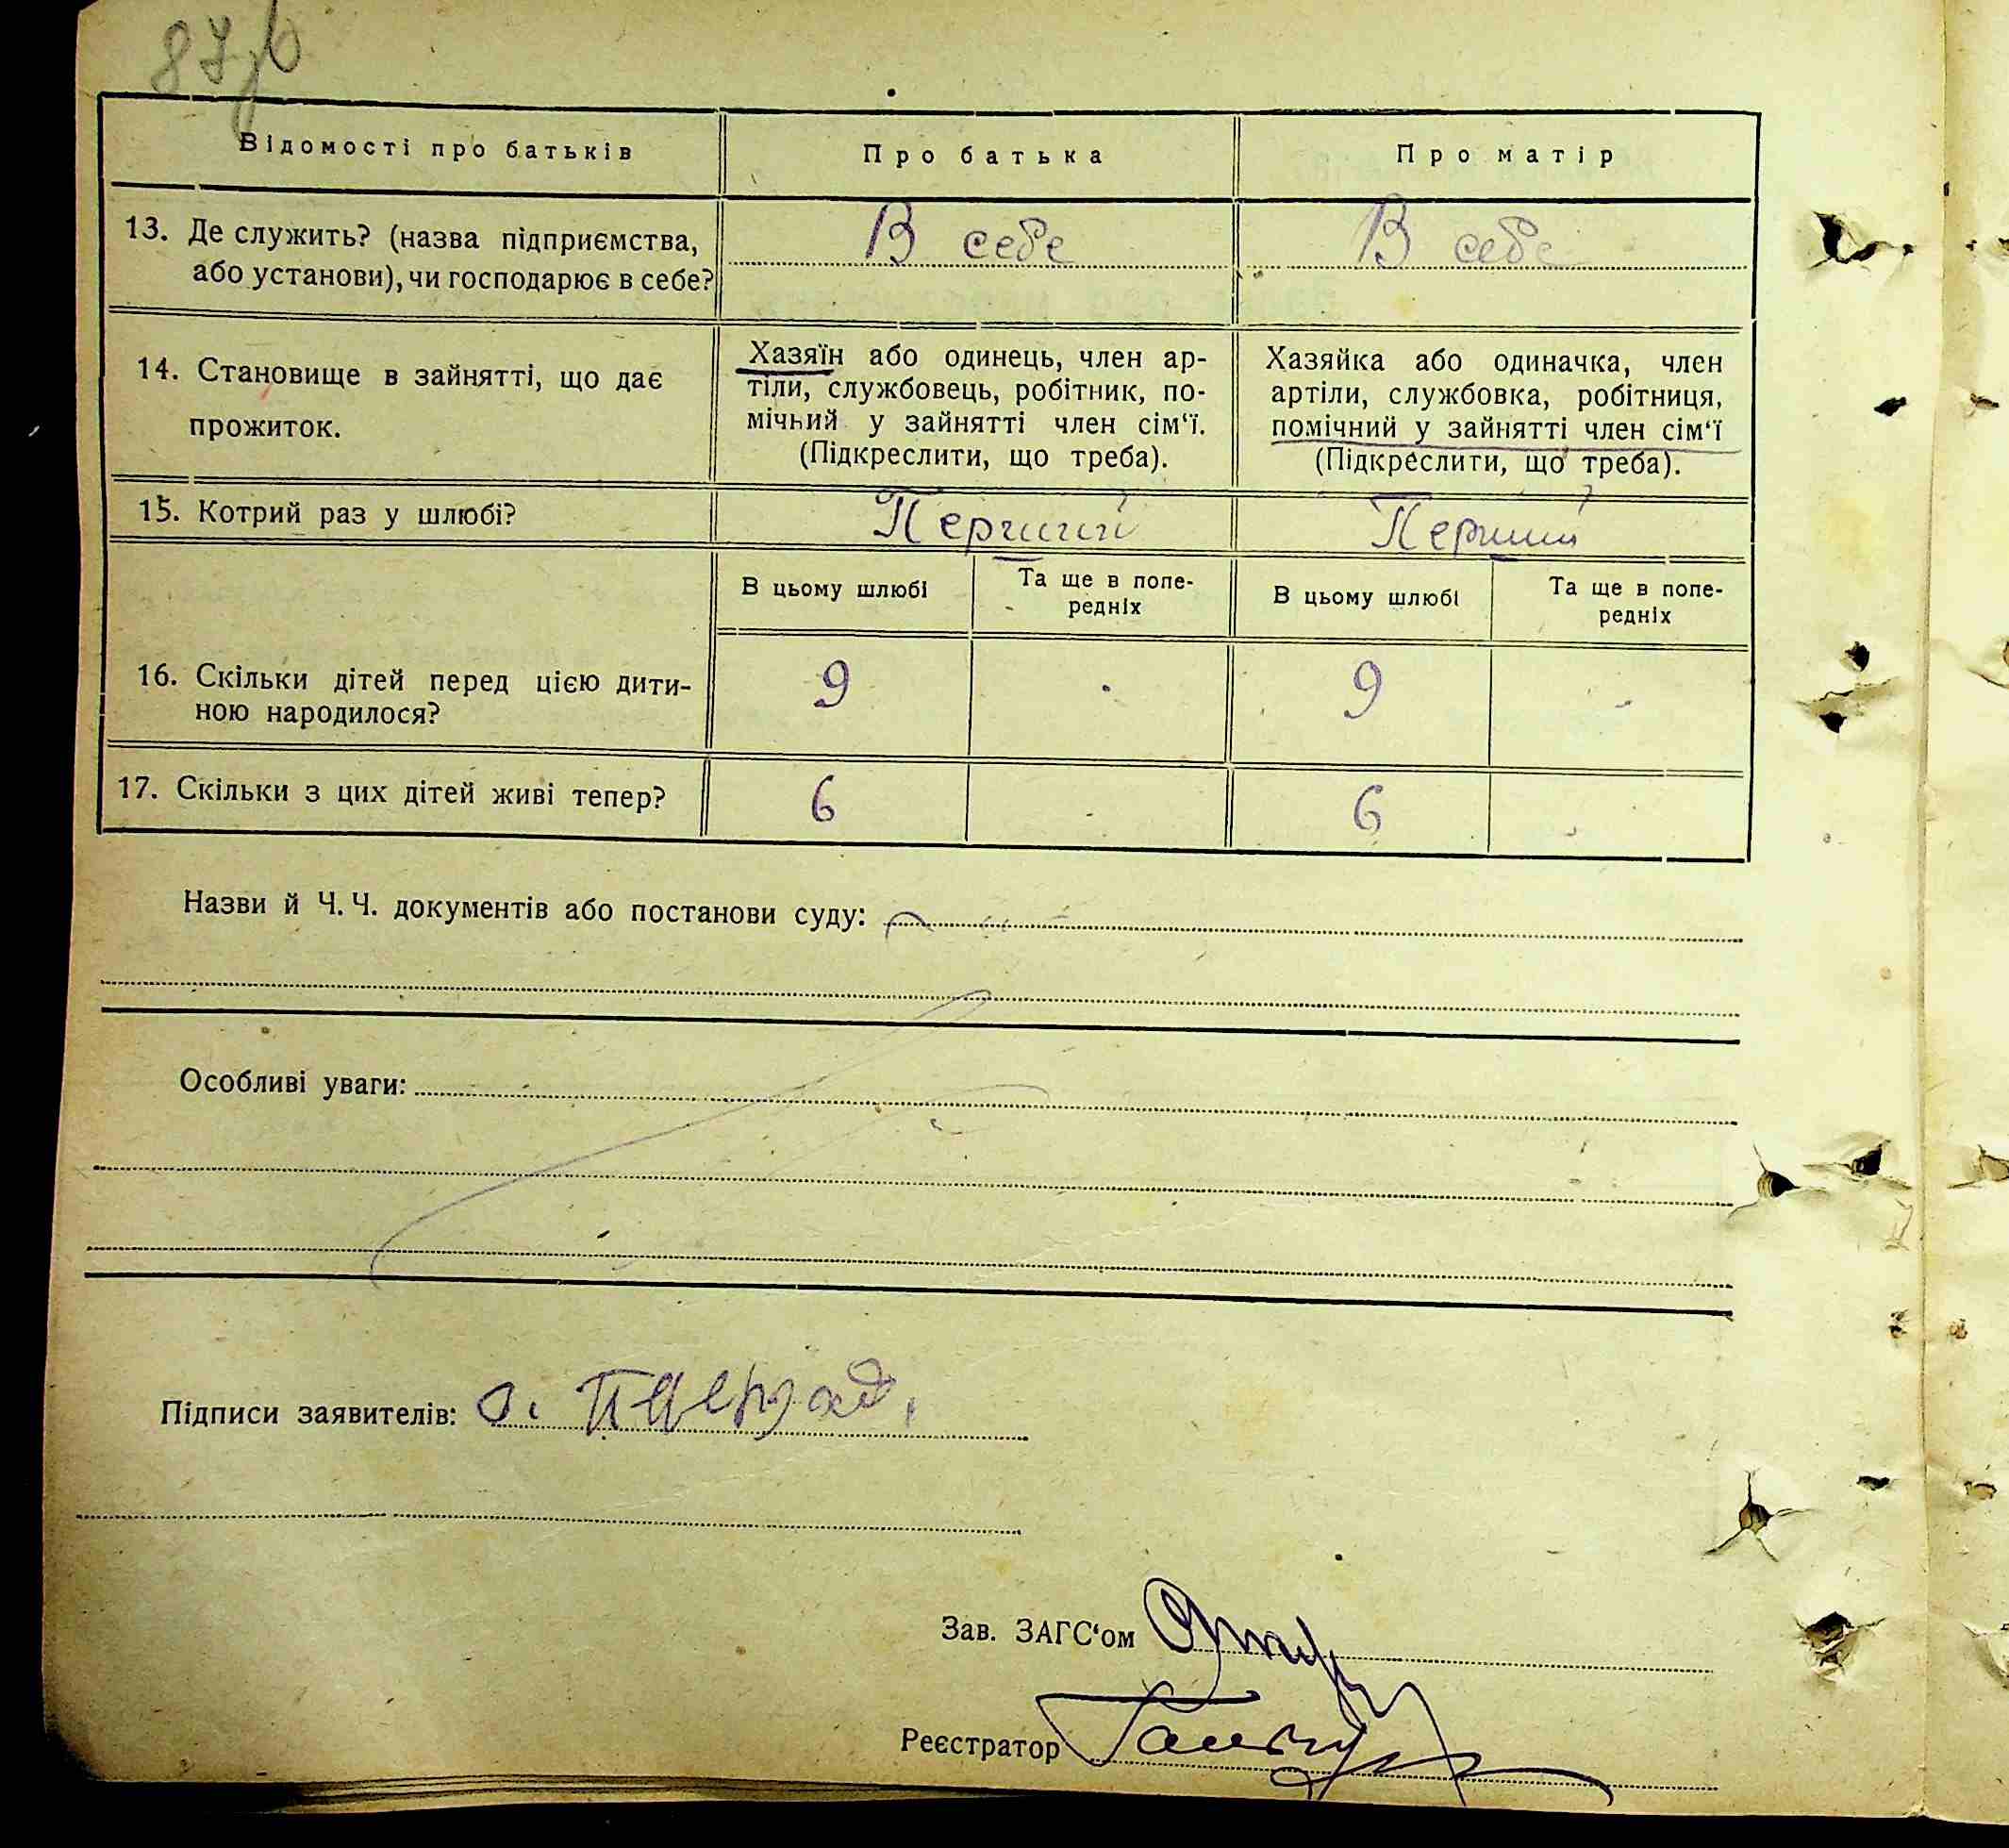 Відомості про батьків
Про батька
Про матір
13. Де служить? (назва підприємства,
або установи), чи господарює в себе?
В себе
В себе
14. Становище в зайнятті, що дає
прожиток.
Хазяїн або одинець, член ар-
тіли, службовець, робітник, по-
мічний у зайнятті член сім‘ї.
(Підкреслити, що треба).
Хазяйка або одиначка, член
артіли, службовка, робітниця,
помічний у зайнятті член сім‘ї
(Підкреслити, що треба).
15. Котрий раз у шлюбі?
Перший
Перший
В цьому шлюбі
Та ще в попе-
редніх
В цьому шлюбі
Та ще в попе-
редніх
16. Скільки дітей перед цією дити-
ною народилося?
9
9
17. Скільки з цих дітей живі тепер?
6
6
Назви й Ч. Ч. документів або постанови суду:
Особливі уваги:
Підписи заявителів:
Зав. ЗАГС‘ом
Реєстратор